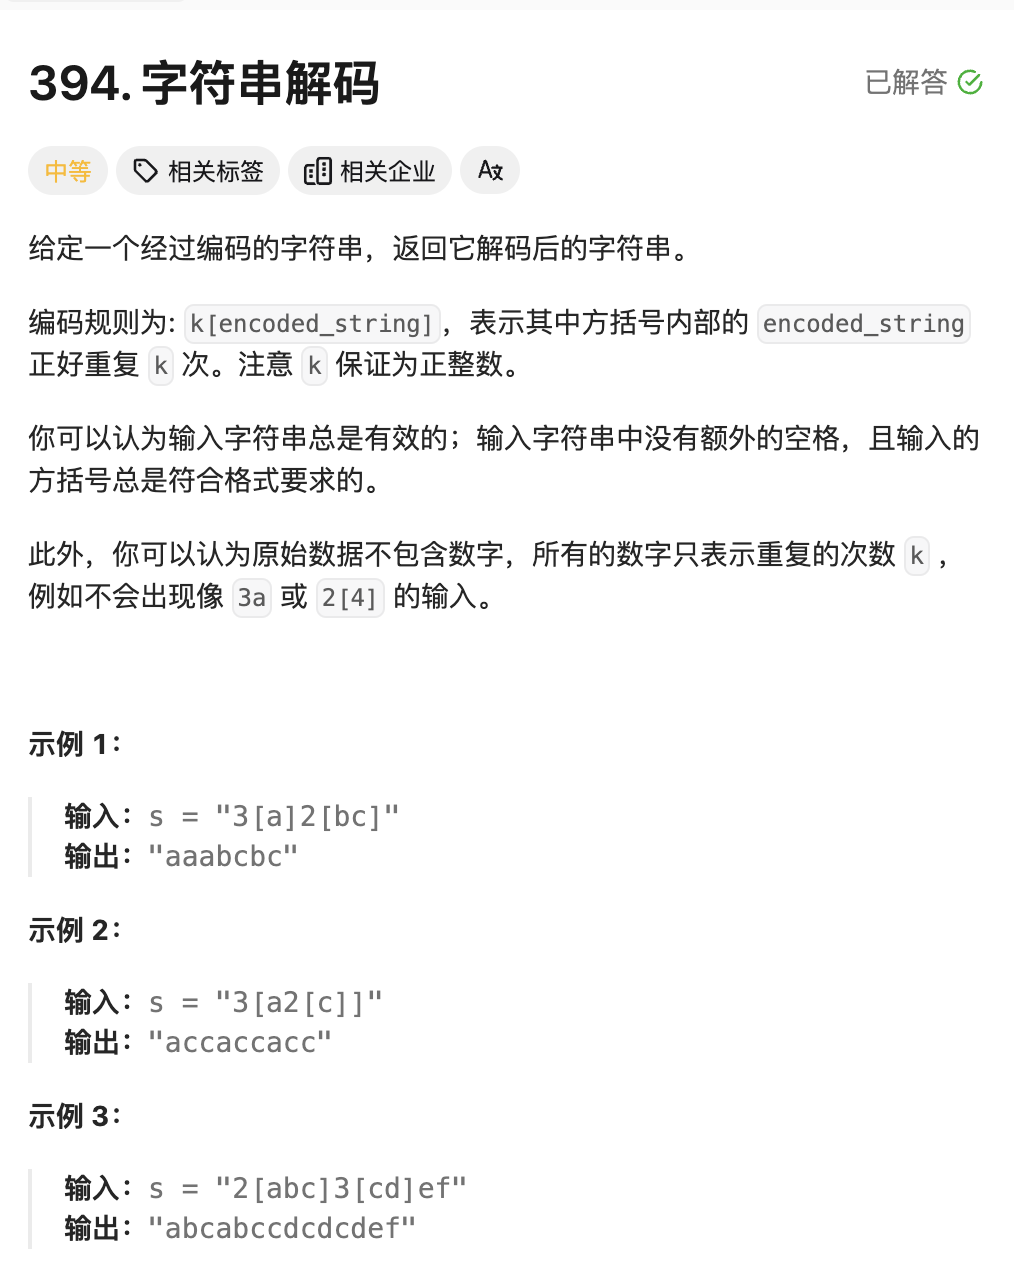 394. 字符串解码
已解答
中等
相关标签
相关企业
给定一个经过编码的字符串，返回它解码后的字符串。
编码规则为: k[encoded_string]，表示其中方括号内部的 encoded_string
正好重复 k 次。注意 k 保证为正整数。
你可以认为输入字符串总是有效的；输入字符串中没有额外的空格，且输入的
方括号总是符合格式要求的。
此外，你可以认为原始数据不包含数字，所有的数字只表示重复的次数 k ，
例如不会出现像 3a 或 2[4] 的输入。
示例 1：
输入：s = "3[a]2[bc]"
输出："aaabcbc"
示例 2：
输入：s = "3[a2[c]]"
输出："accaccacc"
示例 3：
输入：s = "2[abc]3[cd]ef"
输出："abcabccdcdcdef"